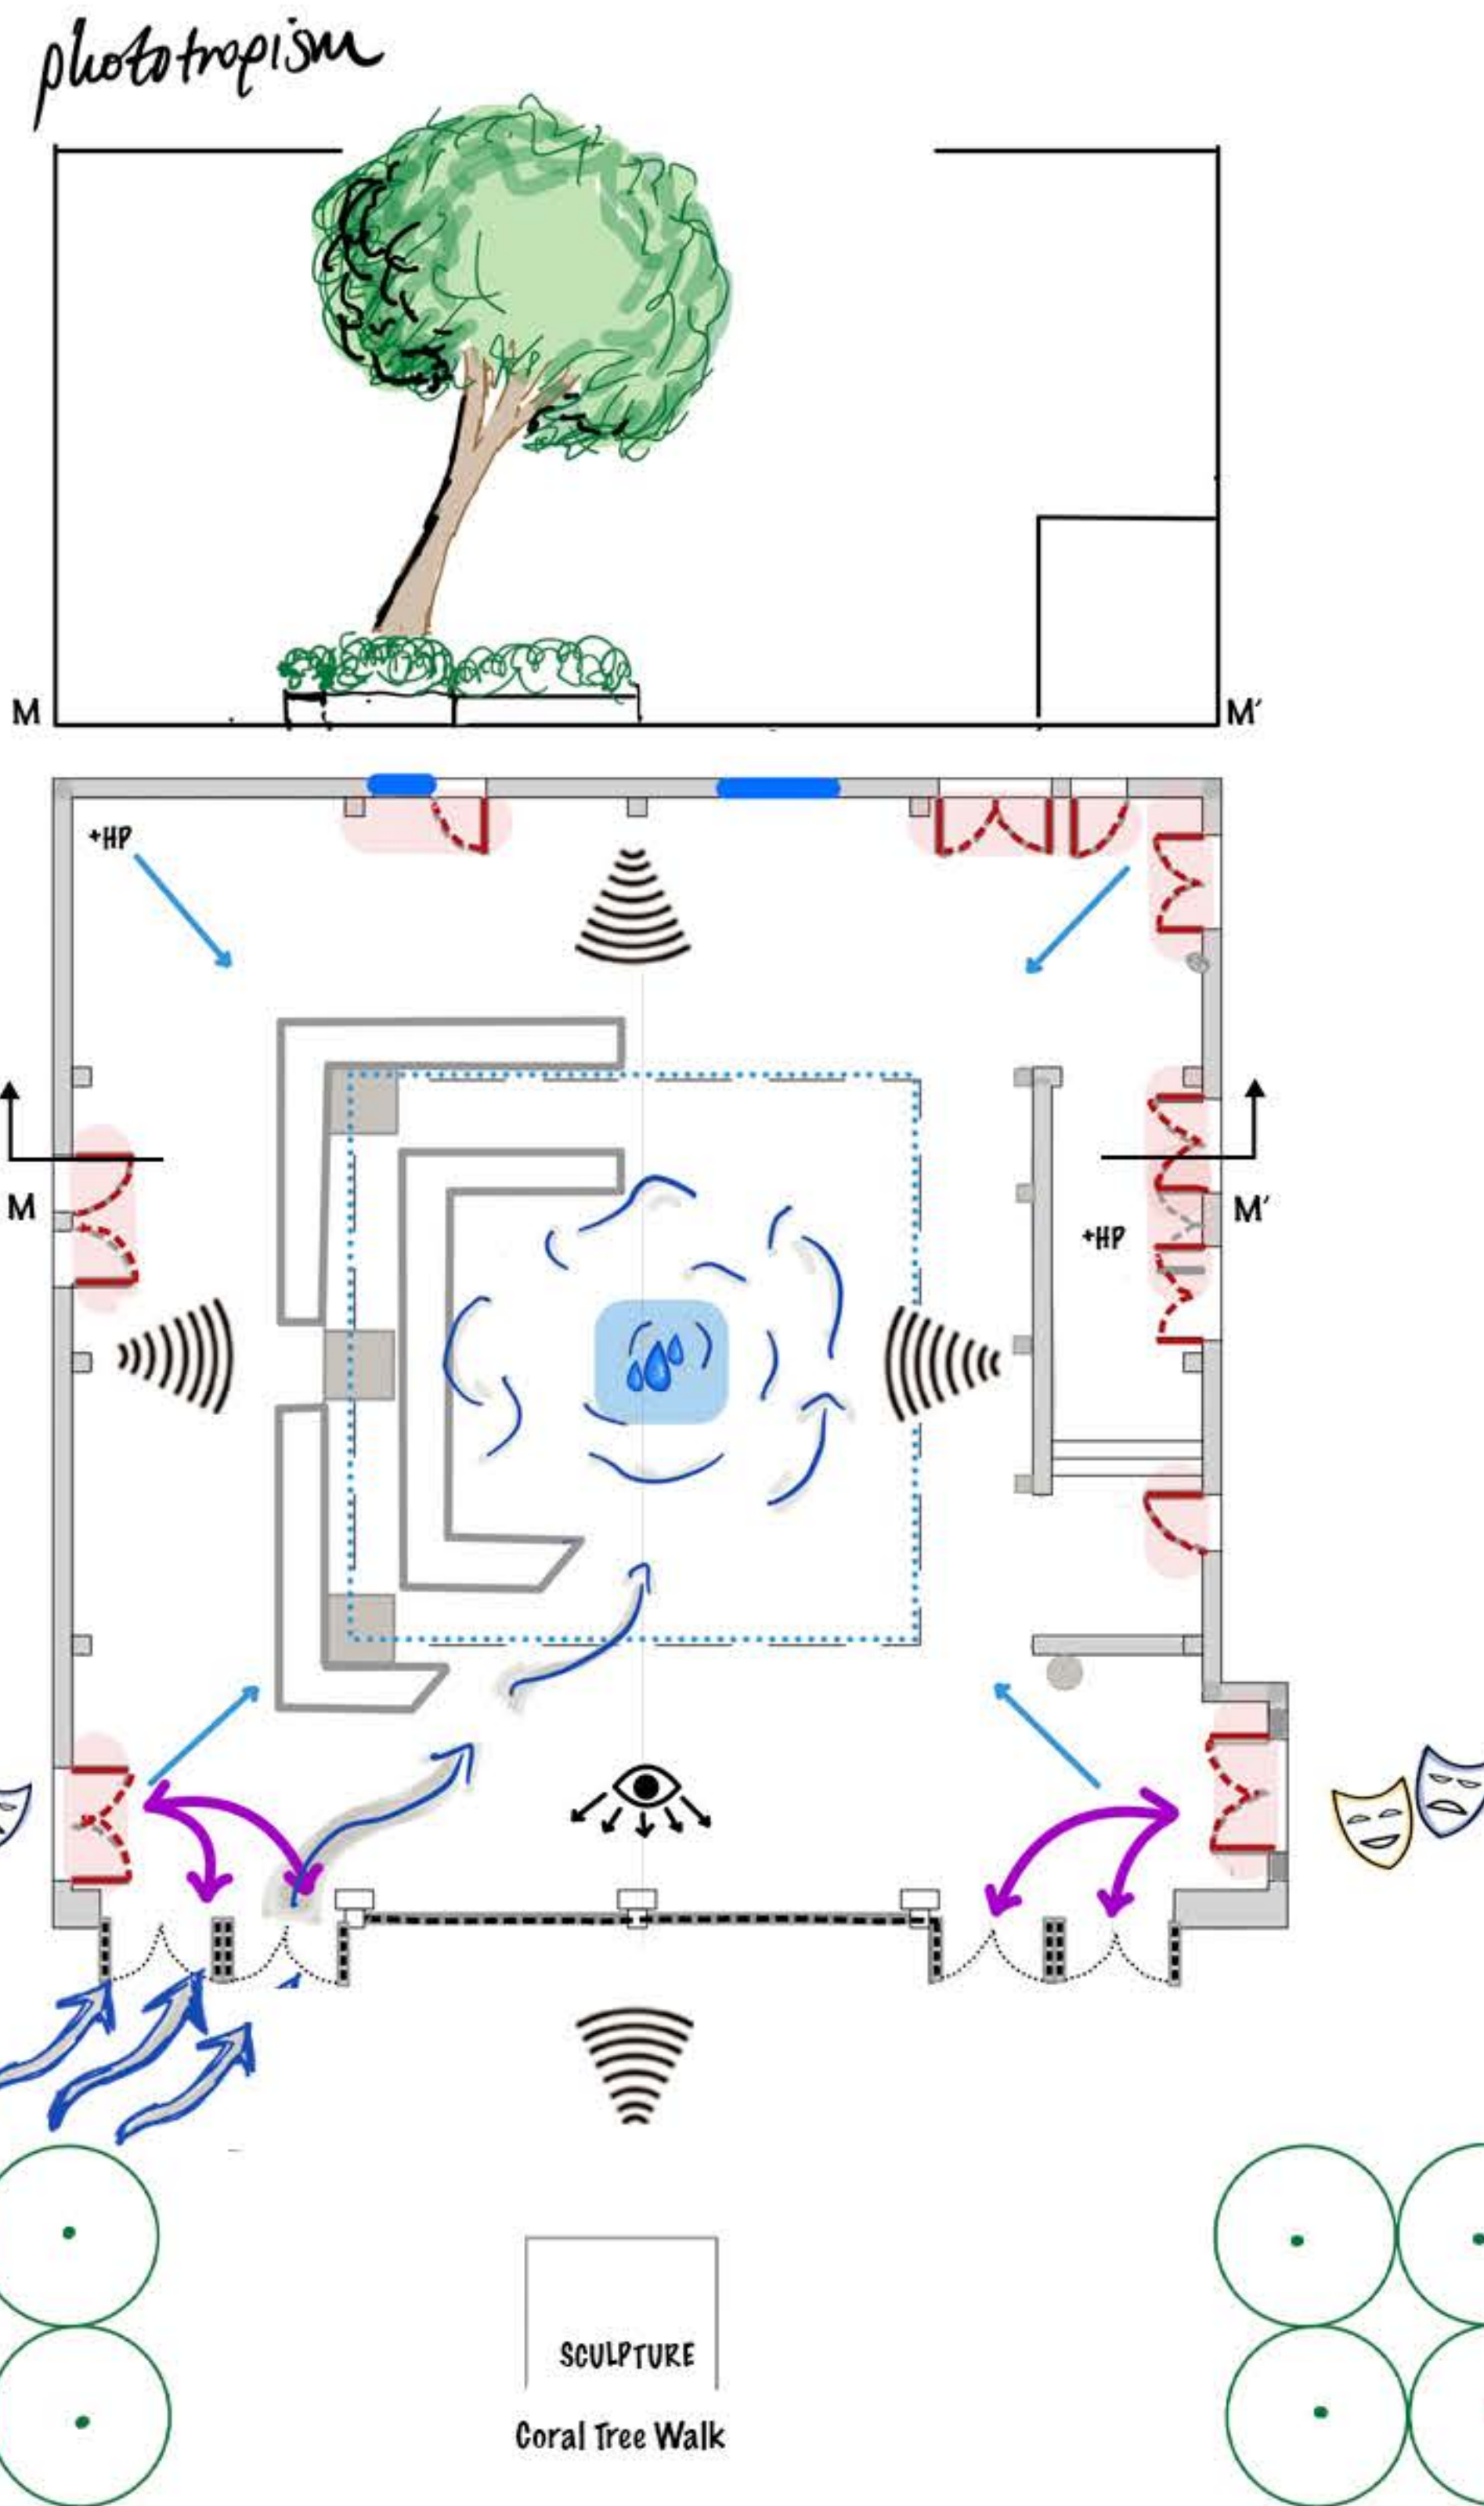 phototropism
M M'
+HP
M M'
+HP
SCULPTURE
Coral Tree Walk